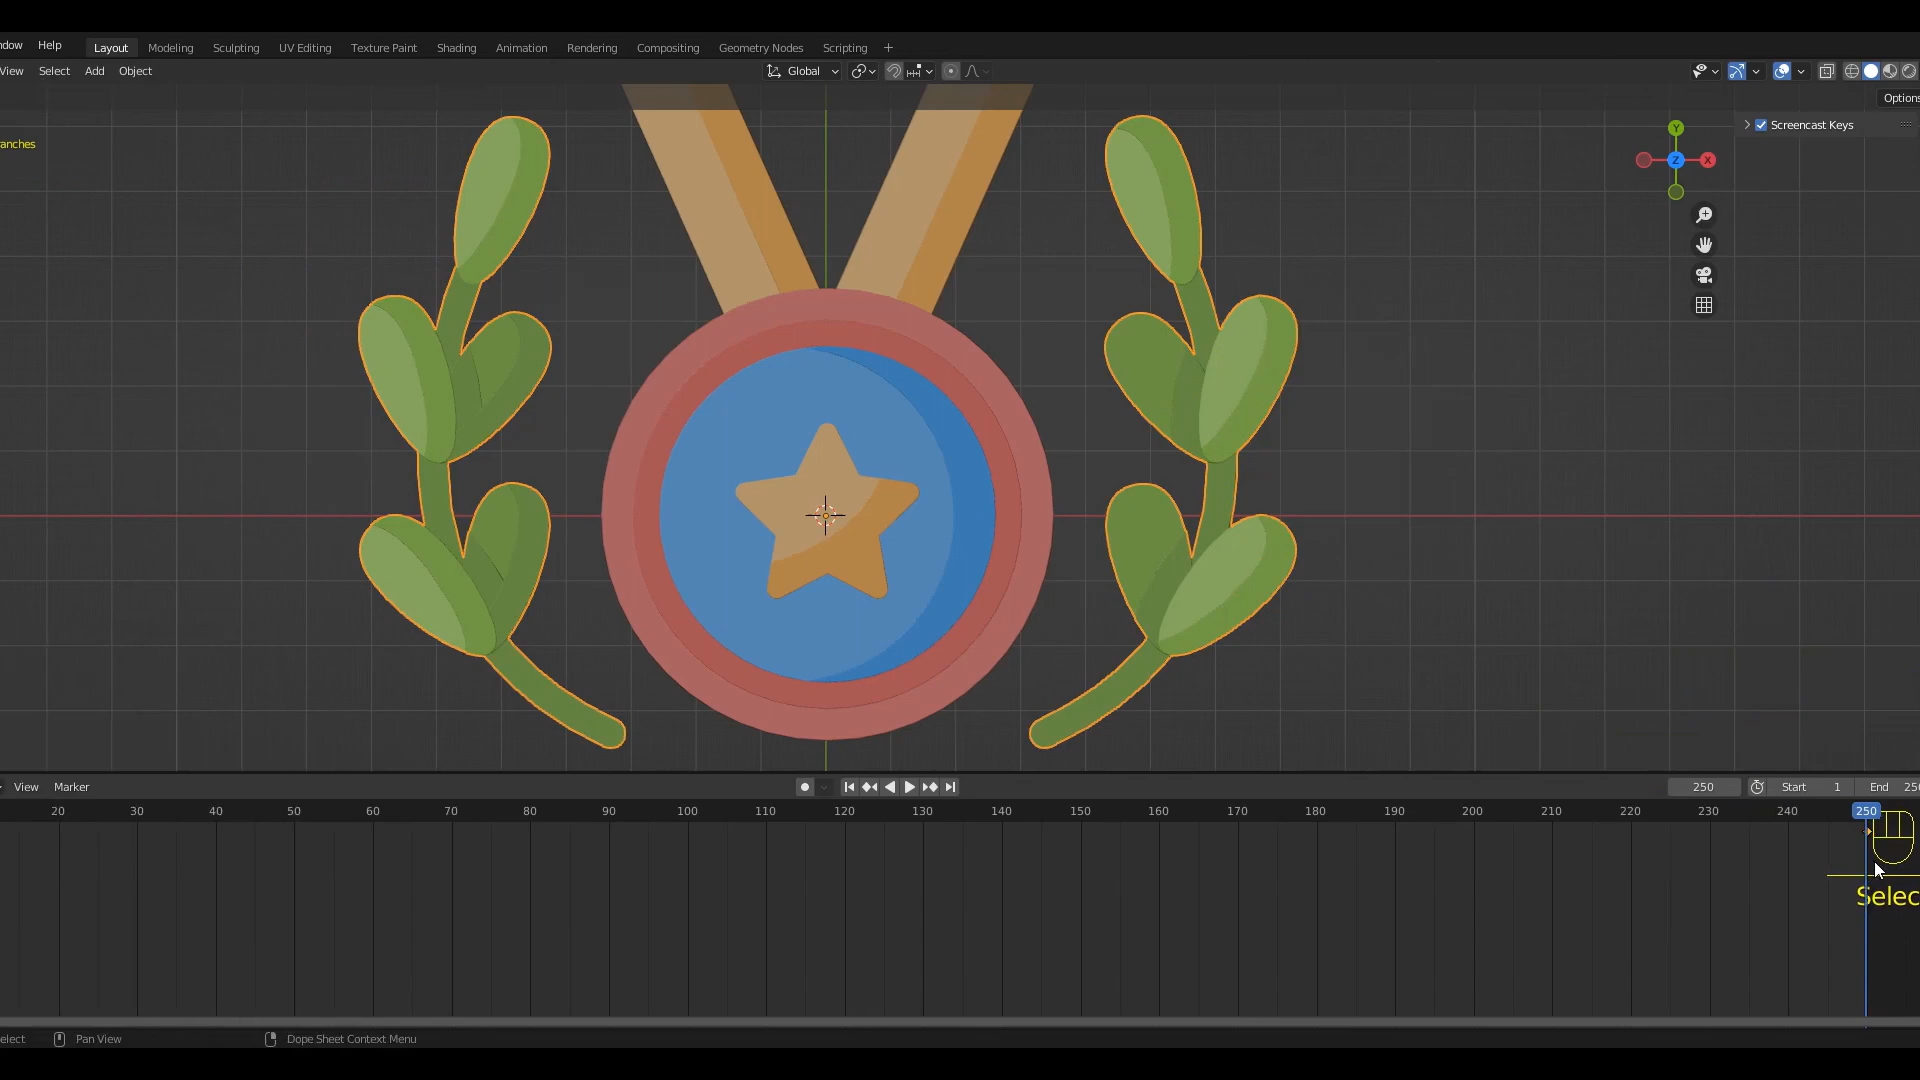 ndow Help Layout Modeling Sculpting UV Editing Texture Paint Shading Animation Rendering Compositing Geometry Nodes Scripting +
View Select Add Object Global
Options
Screencast Keys
anches
Y
Z X
View Marker 250 Start 1 End 250
20 30 40 50 60 70 80 90 100 110 120 130 140 150 160 170 180 190 200 210 220 230 240 250
Selec
elect Pan View Dope Sheet Context Menu